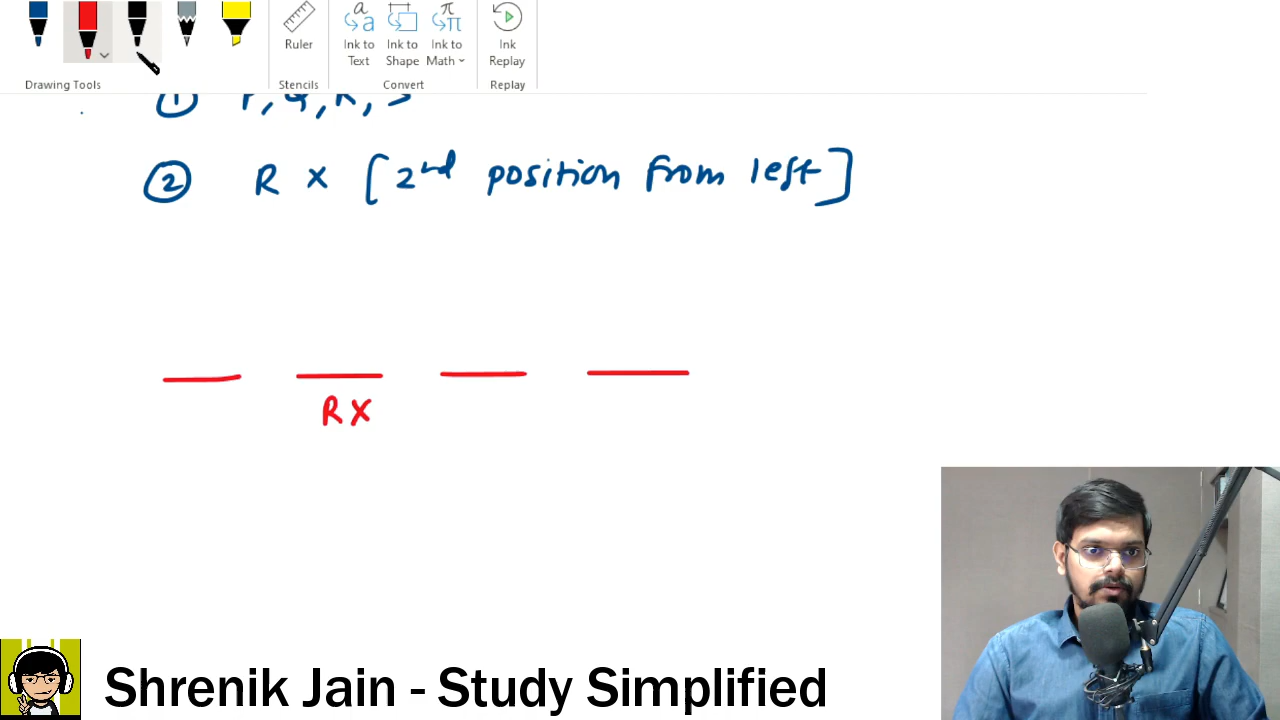 Ruler
Ink to Text
Ink to Shape
Ink to Math
Ink Replay
Drawing Tools
Stencils
Convert
Replay
① P, Q, R, S
② R X [2nd position from left]
R X
Shrenik Jain - Study Simplified